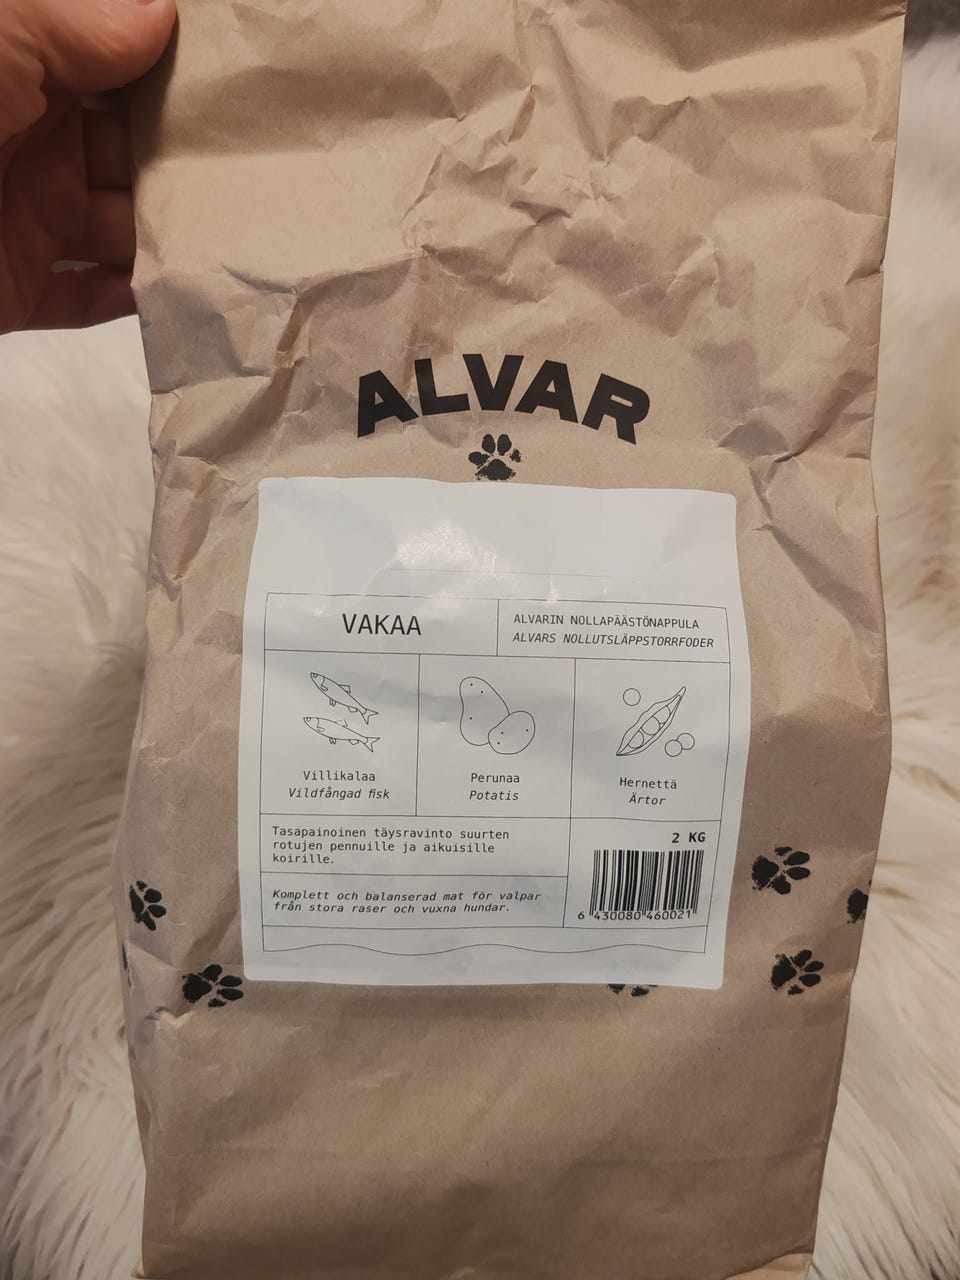 ALVAR
VAKAA
ALVARIN NOLLAPÄÄSTÖNAPPULA
ALVARS NOLLUTSLÄPPSTORRFODER
Villikalaa
Vildfångad fisk
Perunaa
Potatis
Hernettä
Ärtor
Tasapainoinen täysravinto suurten
rotujen pennuille ja aikuisille
koirille.
Komplett och balanserad mat för valpar
från stora raser och vuxna hundar.
2 KG
6 430080 460021